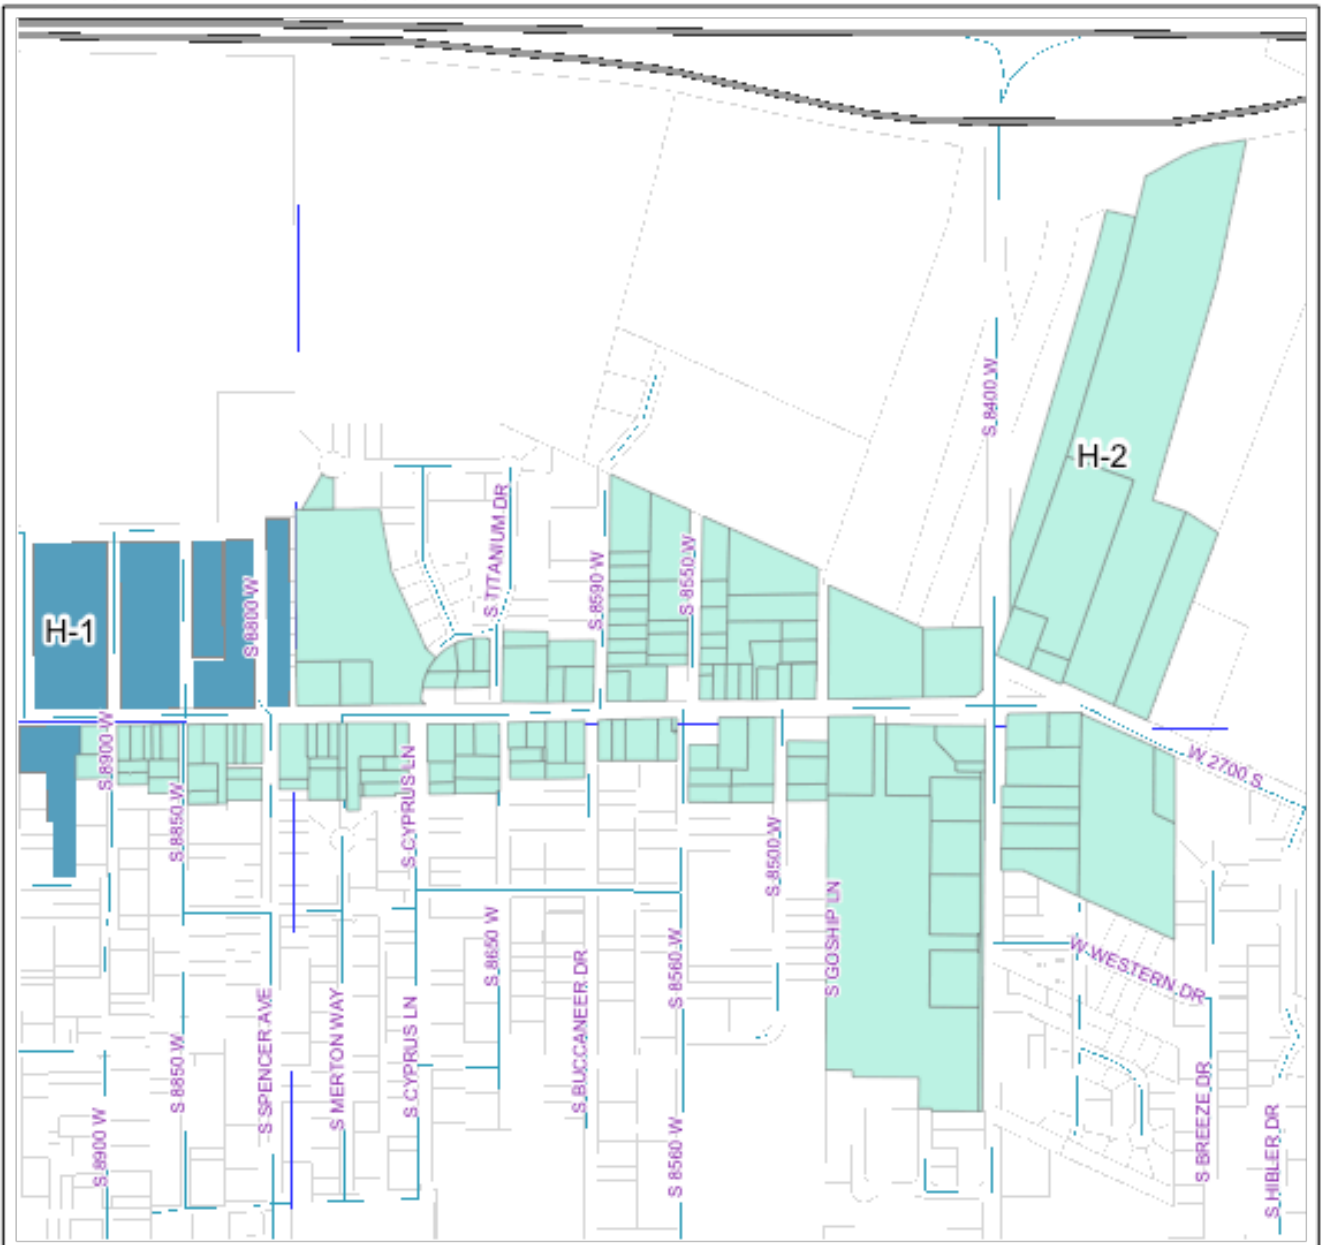 S 8400 W
H-2
S TITANIUM DR
S 8590 W
S 8550 W
S 8800 W
H-1
S 8900 W
W 2700 S
S 8850 W
S CYPRUS LN
S 8500 W
S GOSHIP LN
S 8650 W
S 8560 W
S BUCCANEER DR
W WESTERN DR
S 8850 W
S SPENCER AVE
S MERTON WAY
S CYPRUS LN
S BREEZE DR
S 8900 W
S 8560 W
S HIBLER DR